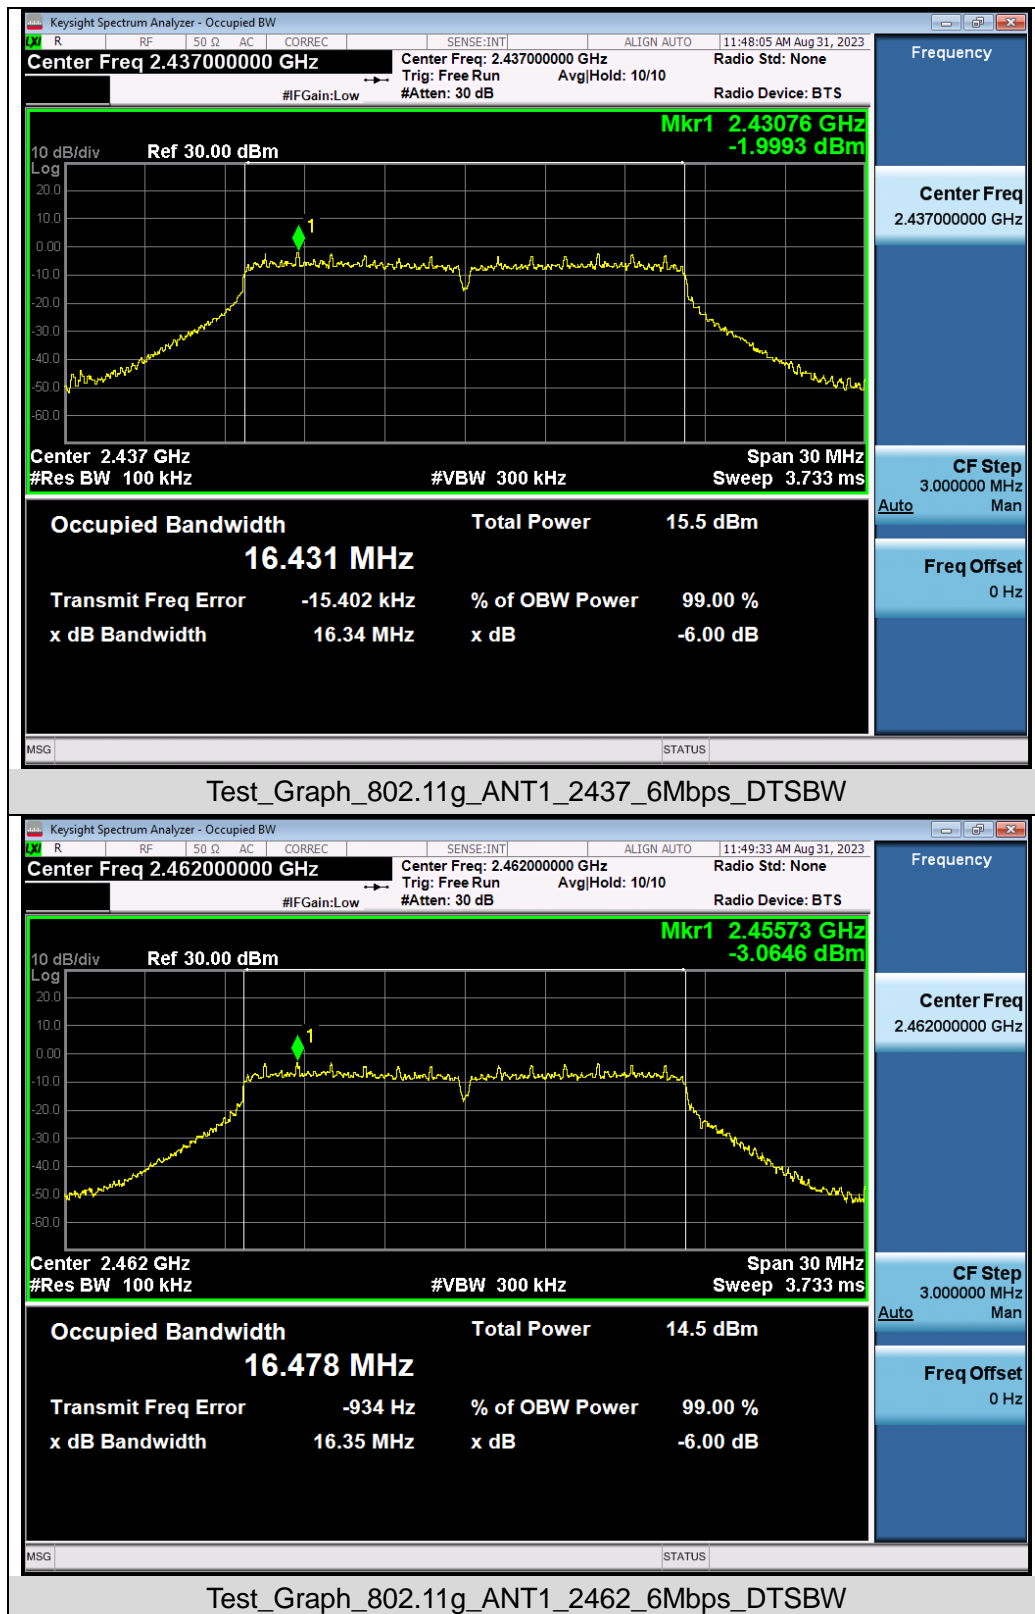 Keysight Spectrum Analyzer - Occupied BW
LXI R RF 50 Ω AC CORREC SENSE:INT ALIGN AUTO 11:48:05 AM Aug 31, 2023
Center Freq 2.437000000 GHz
Center Freq: 2.437000000 GHz Radio Std: None
Trig: Free Run Avg|Hold: 10/10
#IFGain:Low #Atten: 30 dB Radio Device: BTS
Frequency
Mkr1 2.43076 GHz
10 dB/div Ref 30.00 dBm -1.9993 dBm
Log
20.0
10.0
0.00
-10.0
-20.0
-30.0
-40.0
-50.0
-60.0
1
Center 2.437 GHz Span 30 MHz
#Res BW 100 kHz #VBW 300 kHz Sweep 3.733 ms
Center Freq
2.437000000 GHz
CF Step
3.000000 MHz
Auto Man
Freq Offset
0 Hz
Occupied Bandwidth Total Power 15.5 dBm
16.431 MHz
Transmit Freq Error -15.402 kHz % of OBW Power 99.00 %
x dB Bandwidth 16.34 MHz x dB -6.00 dB
MSG STATUS
Test_Graph_802.11g_ANT1_2437_6Mbps_DTSBW
Keysight Spectrum Analyzer - Occupied BW
LXI R RF 50 Ω AC CORREC SENSE:INT ALIGN AUTO 11:49:33 AM Aug 31, 2023
Center Freq 2.462000000 GHz
Center Freq: 2.462000000 GHz Radio Std: None
Trig: Free Run Avg|Hold: 10/10
#IFGain:Low #Atten: 30 dB Radio Device: BTS
Frequency
Mkr1 2.45573 GHz
10 dB/div Ref 30.00 dBm -3.0646 dBm
Log
20.0
10.0
0.00
-10.0
-20.0
-30.0
-40.0
-50.0
-60.0
1
Center 2.462 GHz Span 30 MHz
#Res BW 100 kHz #VBW 300 kHz Sweep 3.733 ms
Center Freq
2.462000000 GHz
CF Step
3.000000 MHz
Auto Man
Freq Offset
0 Hz
Occupied Bandwidth Total Power 14.5 dBm
16.478 MHz
Transmit Freq Error -934 Hz % of OBW Power 99.00 %
x dB Bandwidth 16.35 MHz x dB -6.00 dB
MSG STATUS
Test_Graph_802.11g_ANT1_2462_6Mbps_DTSBW